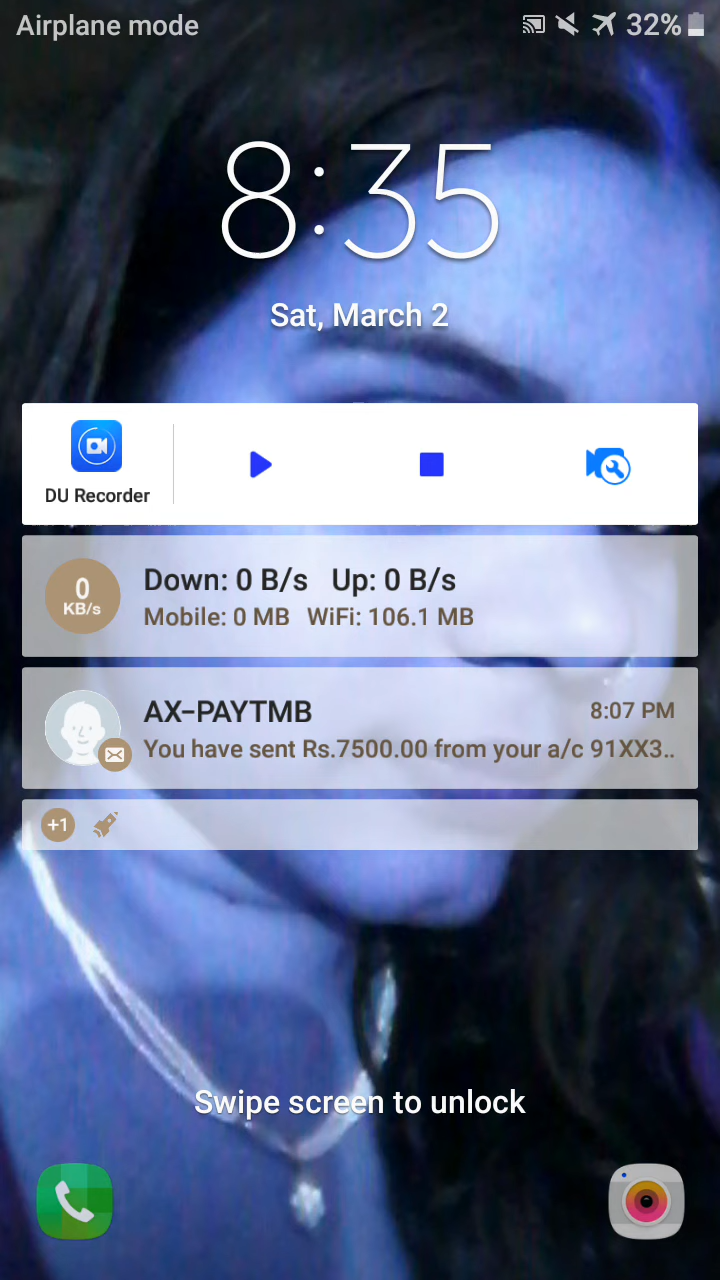 Airplane mode
32%
8:35
Sat, March 2
DU Recorder
0
KB/s
Down: 0 B/s Up: 0 B/s
Mobile: 0 MB WiFi: 106.1 MB
AX-PAYTMB
8:07 PM
You have sent Rs.7500.00 from your a/c 91XX3..
+1
Swipe screen to unlock